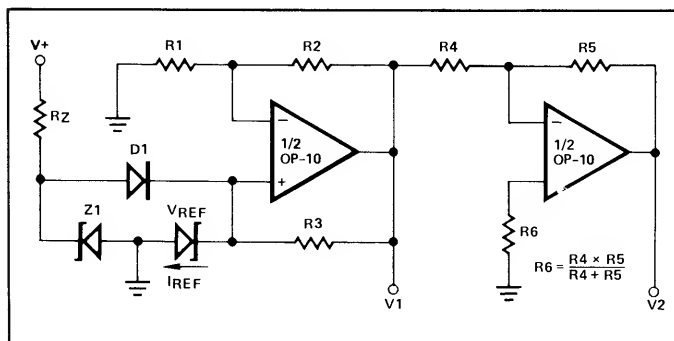 V+
R1
R2
R4
R5
RZ
−
1/2
OP-10
+
−
1/2
OP-10
D1
Z1
VREF
IREF
R3
R6
R6 = R4 × R5
R4 + R5
V1
V2